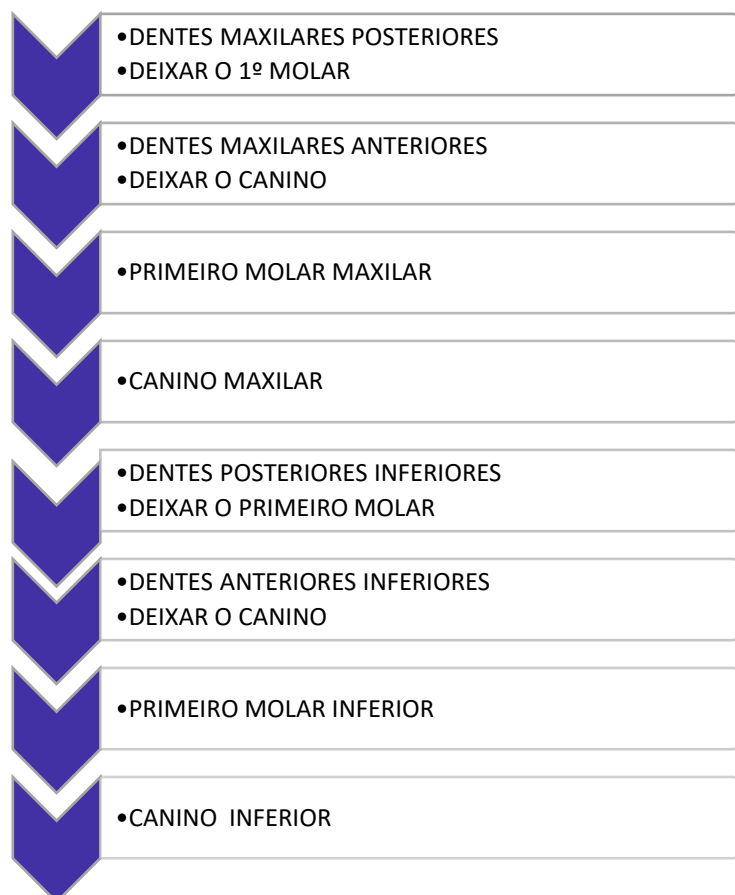 •DENTES MAXILARES POSTERIORES
•DEIXAR O 1º MOLAR
•DENTES MAXILARES ANTERIORES
•DEIXAR O CANINO
•PRIMEIRO MOLAR MAXILAR
•CANINO MAXILAR
•DENTES POSTERIORES INFERIORES
•DEIXAR O PRIMEIRO MOLAR
•DENTES ANTERIORES INFERIORES
•DEIXAR O CANINO
•PRIMEIRO MOLAR INFERIOR
•CANINO INFERIOR